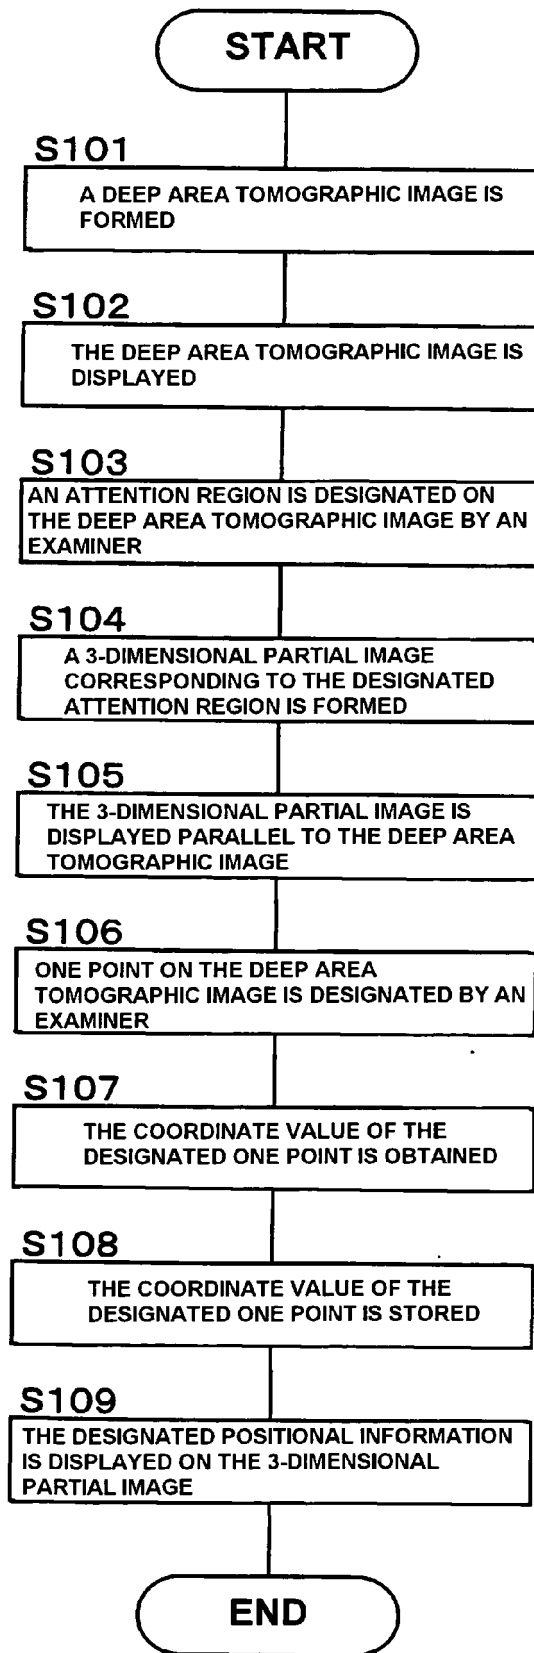 START
S101
A DEEP AREA TOMOGRAPHIC IMAGE IS
FORMED
S102
THE DEEP AREA TOMOGRAPHIC IMAGE IS
DISPLAYED
S103
AN ATTENTION REGION IS DESIGNATED ON
THE DEEP AREA TOMOGRAPHIC IMAGE BY AN
EXAMINER
S104
A 3-DIMENSIONAL PARTIAL IMAGE
CORRESPONDING TO THE DESIGNATED
ATTENTION REGION IS FORMED
S105
THE 3-DIMENSIONAL PARTIAL IMAGE IS
DISPLAYED PARALLEL TO THE DEEP AREA
TOMOGRAPHIC IMAGE
S106
ONE POINT ON THE DEEP AREA
TOMOGRAPHIC IMAGE IS DESIGNATED BY AN
EXAMINER
S107
THE COORDINATE VALUE OF THE
DESIGNATED ONE POINT IS OBTAINED
S108
THE COORDINATE VALUE OF THE
DESIGNATED ONE POINT IS STORED
S109
THE DESIGNATED POSITIONAL INFORMATION
IS DISPLAYED ON THE 3-DIMENSIONAL
PARTIAL IMAGE
END